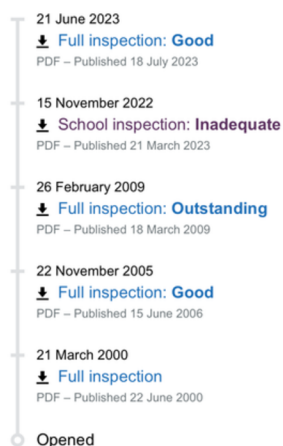 21 June 2023
Full inspection: Good
PDF – Published 18 July 2023
15 November 2022
School inspection: Inadequate
PDF – Published 21 March 2023
26 February 2009
Full inspection: Outstanding
PDF – Published 18 March 2009
22 November 2005
Full inspection: Good
PDF – Published 15 June 2006
21 March 2000
Full inspection
PDF – Published 22 June 2000
Opened